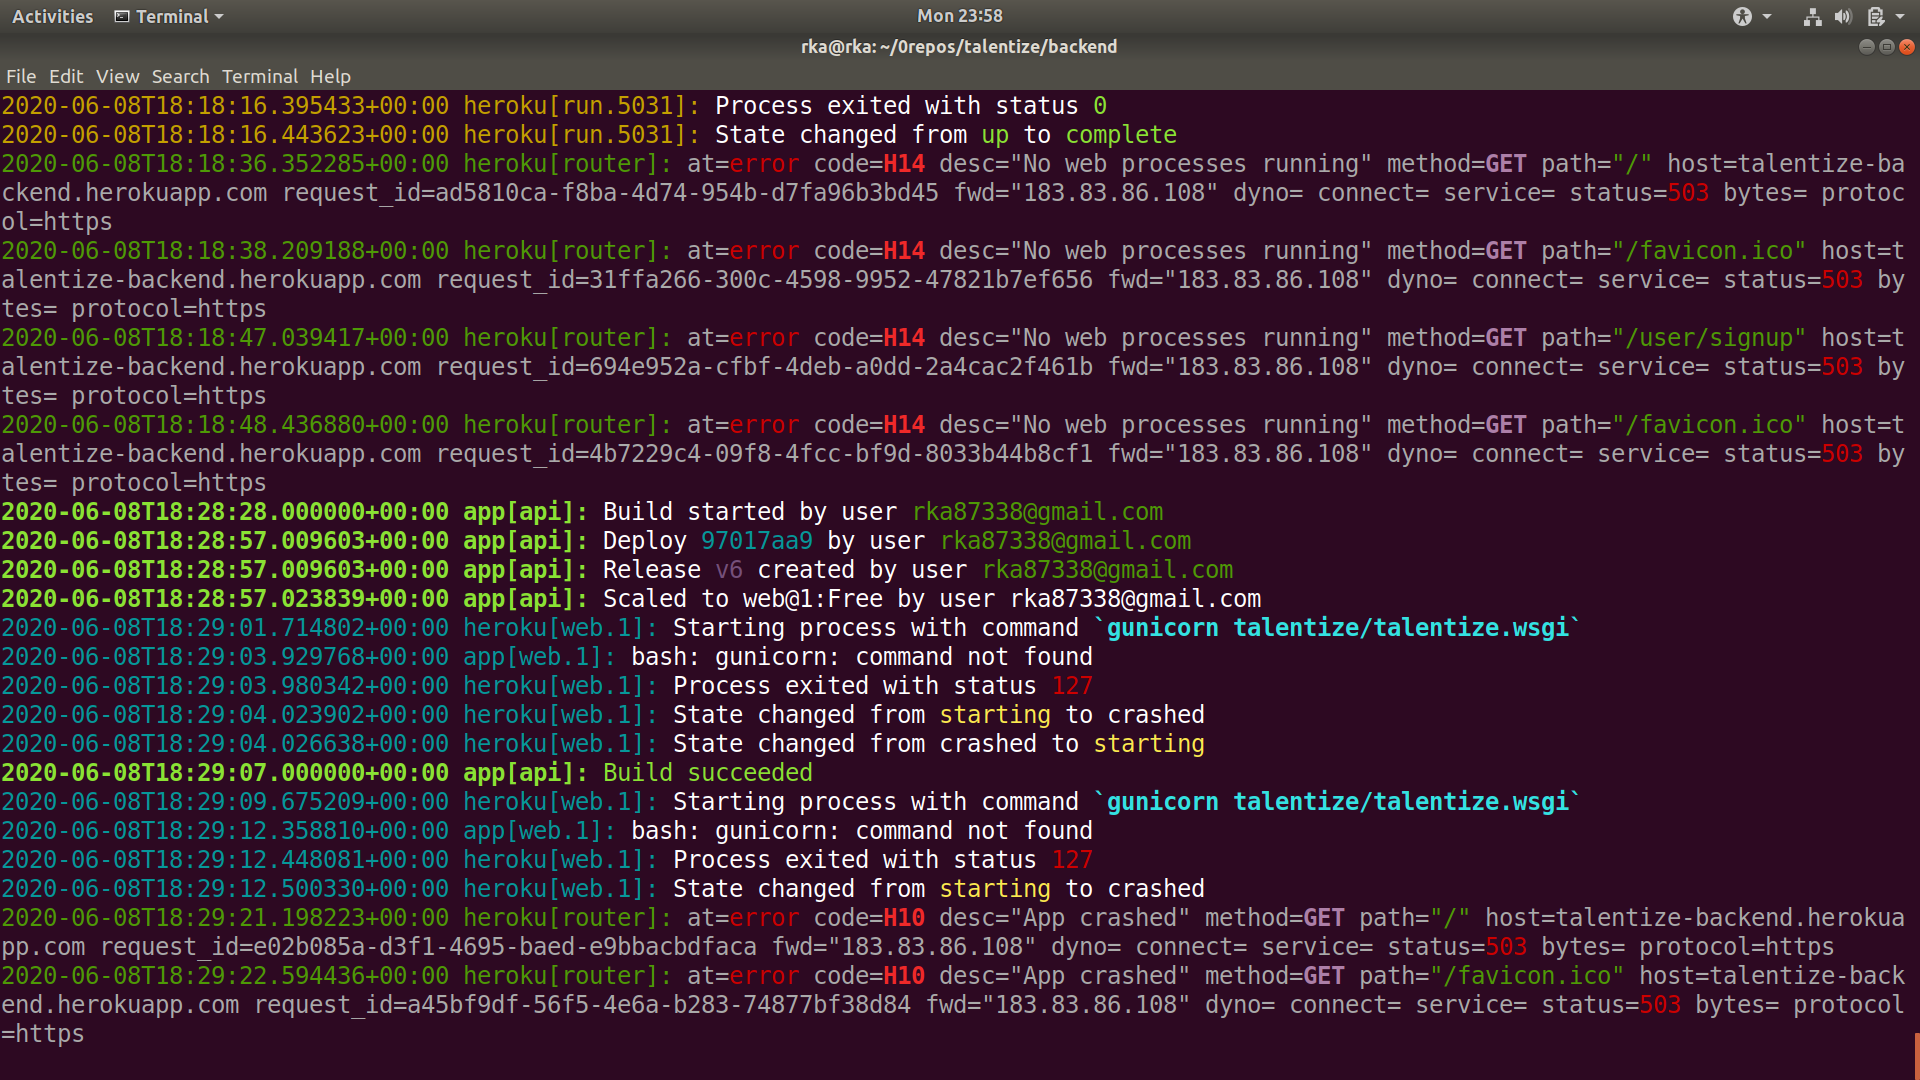 Activities Terminal Mon 23:58
rka@rka: ~/0repos/talentize/backend
File Edit View Search Terminal Help
2020-06-08T18:18:16.395433+00:00 heroku[run.5031]: Process exited with status 0
2020-06-08T18:18:16.443623+00:00 heroku[run.5031]: State changed from up to complete
2020-06-08T18:18:36.352285+00:00 heroku[router]: at=error code=H14 desc="No web processes running" method=GET path="/" host=talentize-ba
ckend.herokuapp.com request_id=ad5810ca-f8ba-4d74-954b-d7fa96b3bd45 fwd="183.83.86.108" dyno= connect= service= status=503 bytes= protoc
ol=https
2020-06-08T18:18:38.209188+00:00 heroku[router]: at=error code=H14 desc="No web processes running" method=GET path="/favicon.ico" host=t
alentize-backend.herokuapp.com request_id=31ffa266-300c-4598-9952-47821b7ef656 fwd="183.83.86.108" dyno= connect= service= status=503 by
tes= protocol=https
2020-06-08T18:18:47.039417+00:00 heroku[router]: at=error code=H14 desc="No web processes running" method=GET path="/user/signup" host=t
alentize-backend.herokuapp.com request_id=694e952a-cfbf-4deb-a0dd-2a4cac2f461b fwd="183.83.86.108" dyno= connect= service= status=503 by
tes= protocol=https
2020-06-08T18:18:48.436880+00:00 heroku[router]: at=error code=H14 desc="No web processes running" method=GET path="/favicon.ico" host=t
alentize-backend.herokuapp.com request_id=4b7229c4-09f8-4fcc-bf9d-8033b44b8cf1 fwd="183.83.86.108" dyno= connect= service= status=503 by
tes= protocol=https
2020-06-08T18:28:28.000000+00:00 app[api]: Build started by user rka87338@gmail.com
2020-06-08T18:28:57.009603+00:00 app[api]: Deploy 97017aa9 by user rka87338@gmail.com
2020-06-08T18:28:57.009603+00:00 app[api]: Release v6 created by user rka87338@gmail.com
2020-06-08T18:28:57.023839+00:00 app[api]: Scaled to web@1:Free by user rka87338@gmail.com
2020-06-08T18:29:01.714802+00:00 heroku[web.1]: Starting process with command `gunicorn talentize/talentize.wsgi`
2020-06-08T18:29:03.929768+00:00 app[web.1]: bash: gunicorn: command not found
2020-06-08T18:29:03.980342+00:00 heroku[web.1]: Process exited with status 127
2020-06-08T18:29:04.023902+00:00 heroku[web.1]: State changed from starting to crashed
2020-06-08T18:29:04.026638+00:00 heroku[web.1]: State changed from crashed to starting
2020-06-08T18:29:07.000000+00:00 app[api]: Build succeeded
2020-06-08T18:29:09.675209+00:00 heroku[web.1]: Starting process with command `gunicorn talentize/talentize.wsgi`
2020-06-08T18:29:12.358810+00:00 app[web.1]: bash: gunicorn: command not found
2020-06-08T18:29:12.448081+00:00 heroku[web.1]: Process exited with status 127
2020-06-08T18:29:12.500330+00:00 heroku[web.1]: State changed from starting to crashed
2020-06-08T18:29:21.198223+00:00 heroku[router]: at=error code=H10 desc="App crashed" method=GET path="/" host=talentize-backend.herokua
pp.com request_id=e02b085a-d3f1-4695-baed-e9bbacbdfaca fwd="183.83.86.108" dyno= connect= service= status=503 bytes= protocol=https
2020-06-08T18:29:22.594436+00:00 heroku[router]: at=error code=H10 desc="App crashed" method=GET path="/favicon.ico" host=talentize-back
end.herokuapp.com request_id=a45bf9df-56f5-4e6a-b283-74877bf38d84 fwd="183.83.86.108" dyno= connect= service= status=503 bytes= protocol
=https